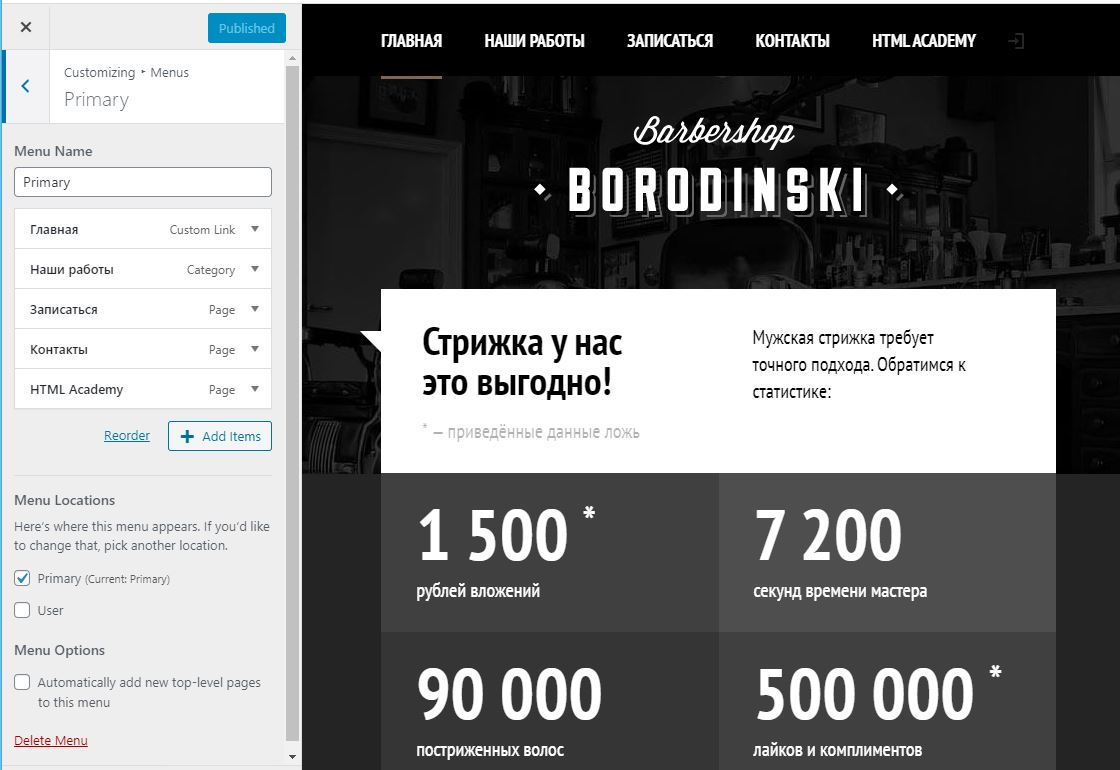 Published
Customizing ‣ Menus
Primary
Menu Name
Primary
Главная Custom Link
Наши работы Category
Записаться Page
Контакты Page
HTML Academy Page
Reorder Add Items
Menu Locations
Here's where this menu appears. If you'd like
to change that, pick another location.
Primary (Current: Primary)
User
Menu Options
Automatically add new top-level pages
to this menu
Delete Menu
ГЛАВНАЯ НАШИ РАБОТЫ ЗАПИСАТЬСЯ КОНТАКТЫ HTML ACADEMY
Barbershop
BORODINSKI
Стрижка у нас
это выгодно!
* — приведённые данные ложь
Мужская стрижка требует
точного подхода. Обратимся к
статистике:
1 500 *
рублей вложений
7 200
секунд времени мастера
90 000
постриженных волос
500 000 *
лайков и комплиментов